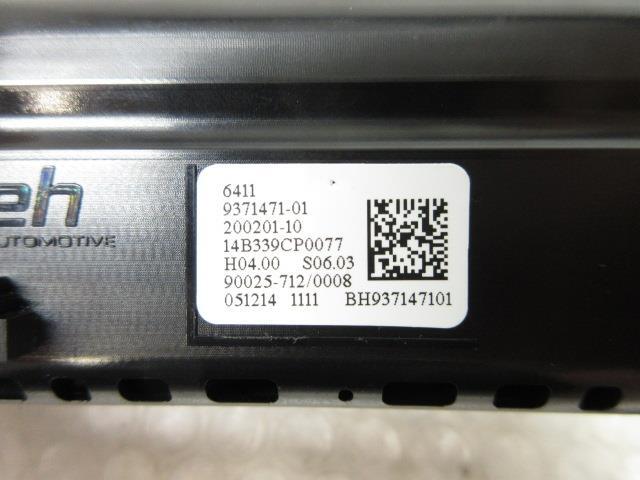 eh
AUTOMOTIVE
6411
9371471-01
200201-10
14B339CP0077
H04.00 S06.03
90025-712/0008
051214 1111 BH937147101